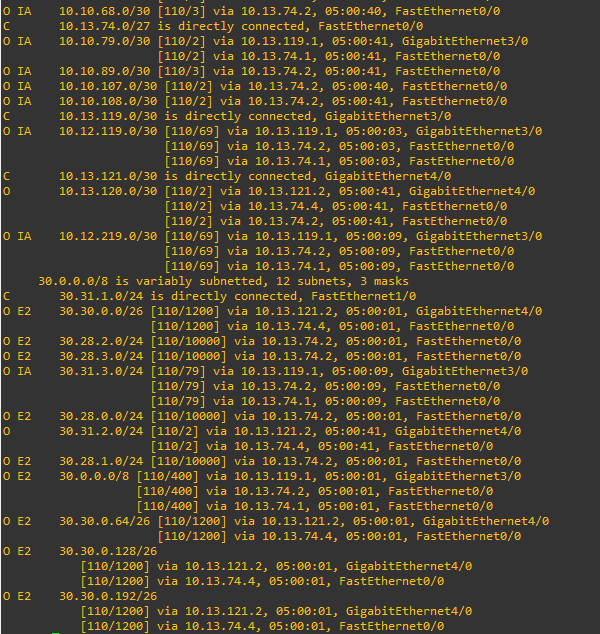 O IA    10.10.68.0/30 [110/3] via 10.13.74.2, 05:00:40, FastEthernet0/0
C       10.13.74.0/27 is directly connected, FastEthernet0/0
O IA    10.10.79.0/30 [110/2] via 10.13.119.1, 05:00:41, GigabitEthernet3/0
[110/2] via 10.13.74.1, 05:00:41, FastEthernet0/0
O IA    10.10.89.0/30 [110/3] via 10.13.74.2, 05:00:41, FastEthernet0/0
O IA    10.10.107.0/30 [110/2] via 10.13.74.2, 05:00:40, FastEthernet0/0
O IA    10.10.108.0/30 [110/2] via 10.13.74.2, 05:00:41, FastEthernet0/0
C       10.13.119.0/30 is directly connected, GigabitEthernet3/0
O IA    10.12.119.0/30 [110/69] via 10.13.119.1, 05:00:03, GigabitEthernet3/0
[110/69] via 10.13.74.2, 05:00:03, FastEthernet0/0
[110/69] via 10.13.74.1, 05:00:03, FastEthernet0/0
C       10.13.121.0/30 is directly connected, GigabitEthernet4/0
O       10.13.120.0/30 [110/2] via 10.13.121.2, 05:00:41, GigabitEthernet4/0
[110/2] via 10.13.74.4, 05:00:41, FastEthernet0/0
[110/2] via 10.13.74.2, 05:00:41, FastEthernet0/0
O IA    10.12.219.0/30 [110/69] via 10.13.119.1, 05:00:09, GigabitEthernet3/0
[110/69] via 10.13.74.2, 05:00:09, FastEthernet0/0
[110/69] via 10.13.74.1, 05:00:09, FastEthernet0/0
30.0.0.0/8 is variably subnetted, 12 subnets, 3 masks
C       30.31.1.0/24 is directly connected, FastEthernet1/0
O E2    30.30.0.0/26 [110/1200] via 10.13.121.2, 05:00:01, GigabitEthernet4/0
[110/1200] via 10.13.74.4, 05:00:01, FastEthernet0/0
O E2    30.28.2.0/24 [110/10000] via 10.13.74.2, 05:00:01, FastEthernet0/0
O E2    30.28.3.0/24 [110/10000] via 10.13.74.2, 05:00:01, FastEthernet0/0
O IA    30.31.3.0/24 [110/79] via 10.13.119.1, 05:00:09, GigabitEthernet3/0
[110/79] via 10.13.74.2, 05:00:09, FastEthernet0/0
[110/79] via 10.13.74.1, 05:00:09, FastEthernet0/0
O E2    30.28.0.0/24 [110/10000] via 10.13.74.2, 05:00:01, FastEthernet0/0
O       30.31.2.0/24 [110/2] via 10.13.121.2, 05:00:41, GigabitEthernet4/0
[110/2] via 10.13.74.4, 05:00:41, FastEthernet0/0
O E2    30.28.1.0/24 [110/10000] via 10.13.74.2, 05:00:01, FastEthernet0/0
O E2    30.0.0.0/8 [110/400] via 10.13.119.1, 05:00:01, GigabitEthernet3/0
[110/400] via 10.13.74.2, 05:00:01, FastEthernet0/0
[110/400] via 10.13.74.1, 05:00:01, FastEthernet0/0
O E2    30.30.0.64/26 [110/1200] via 10.13.121.2, 05:00:01, GigabitEthernet4/0
[110/1200] via 10.13.74.4, 05:00:01, FastEthernet0/0
O E2    30.30.0.128/26
[110/1200] via 10.13.121.2, 05:00:01, GigabitEthernet4/0
[110/1200] via 10.13.74.4, 05:00:01, FastEthernet0/0
O E2    30.30.0.192/26
[110/1200] via 10.13.121.2, 05:00:01, GigabitEthernet4/0
[110/1200] via 10.13.74.4, 05:00:01, FastEthernet0/0